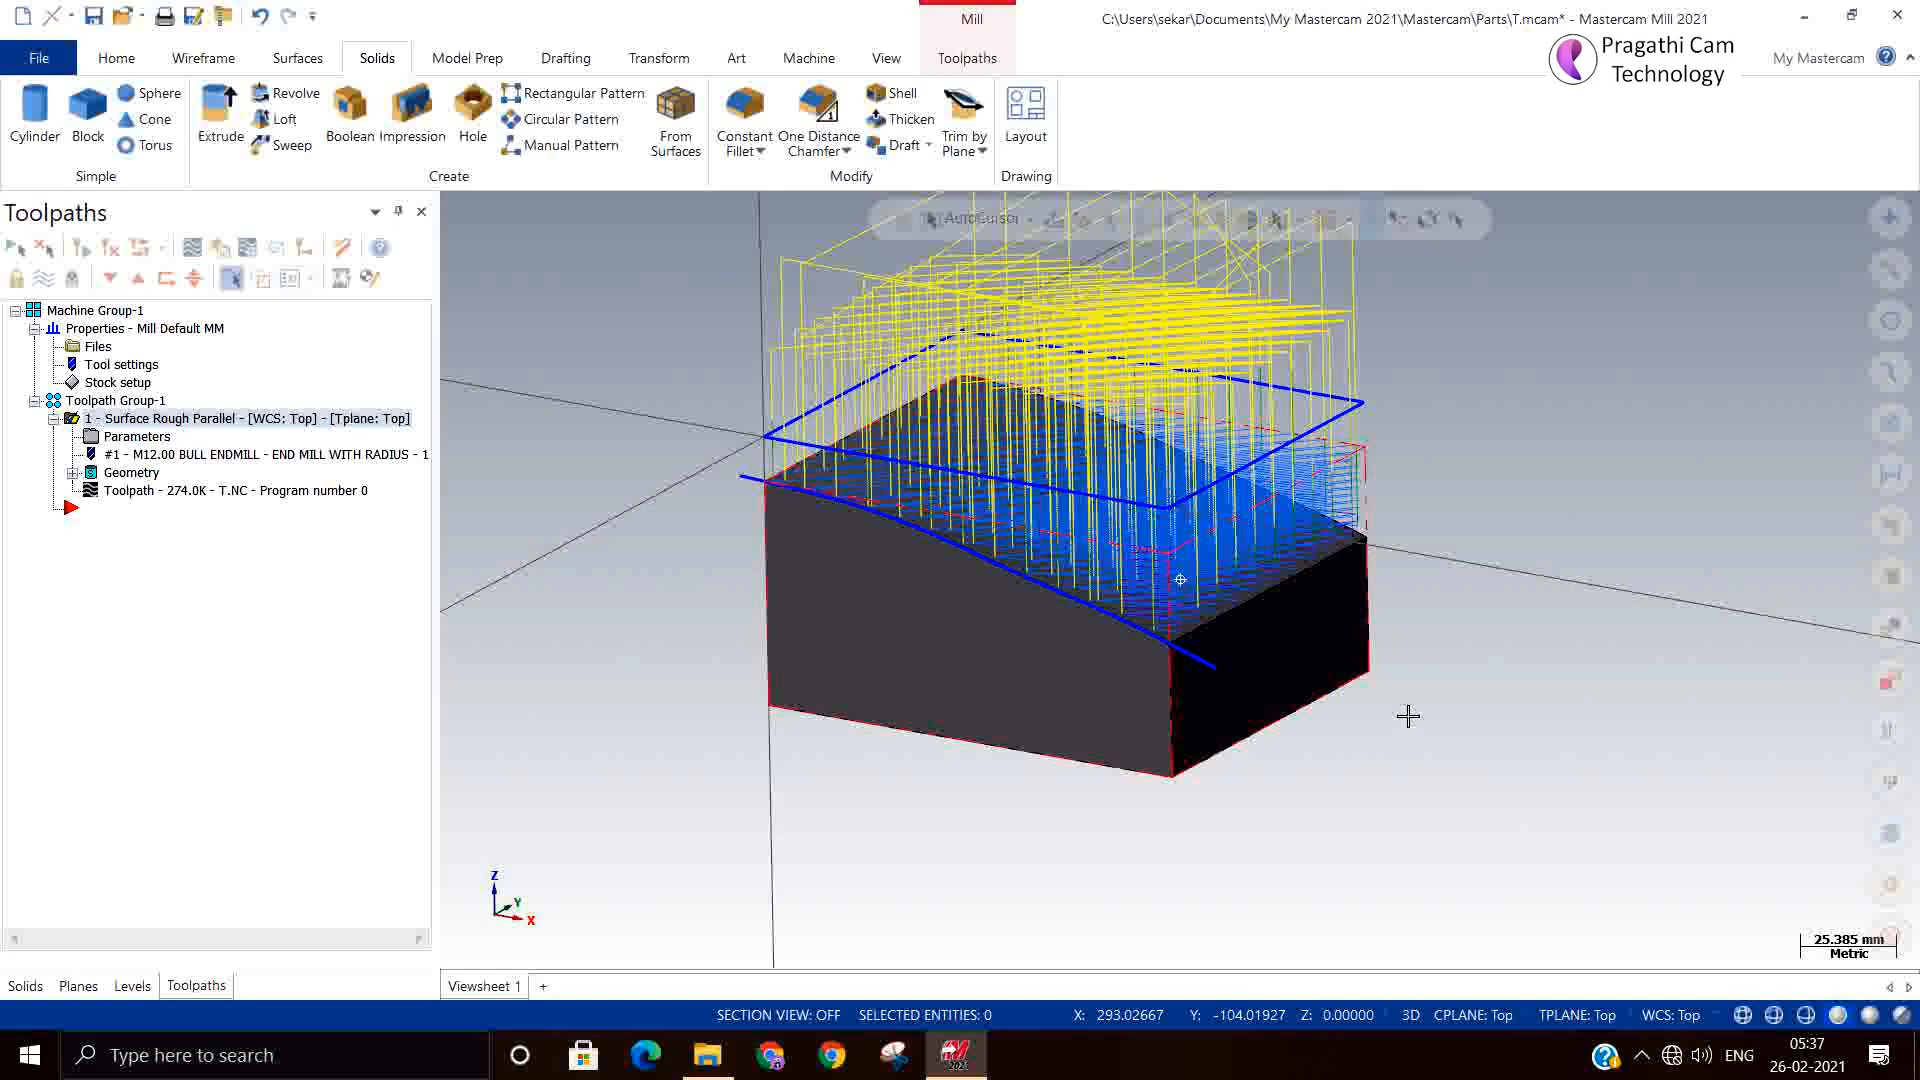 Mill
C:\Users\sekar\Documents\My Mastercam 2021\Mastercam\Parts\T.mcam* - Mastercam Mill 2021
Pragathi Cam
Technology
File
Home
Wireframe
Surfaces
Solids
Model Prep
Drafting
Transform
Art
Machine
View
Toolpaths
My Mastercam
Cylinder
Block
Sphere
Cone
Torus
Simple
Extrude
Revolve
Loft
Sweep
Boolean
Impression
Hole
Rectangular Pattern
Circular Pattern
Manual Pattern
From
Surfaces
Create
Constant
Fillet
One Distance
Chamfer
Shell
Thicken
Draft
Trim by
Plane
Modify
Layout
Drawing
Toolpaths
AutoCursor
Machine Group-1
Properties - Mill Default MM
Files
Tool settings
Stock setup
Toolpath Group-1
1 - Surface Rough Parallel - [WCS: Top] - [Tplane: Top]
Parameters
#1 - M12.00 BULL ENDMILL - END MILL WITH RADIUS - 1
Geometry
Toolpath - 274.0K - T.NC - Program number 0
Z
Y
X
25.385 mm
Metric
Solids
Planes
Levels
Toolpaths
Viewsheet 1
+
SECTION VIEW: OFF
SELECTED ENTITIES: 0
X: 293.02667
Y: -104.01927
Z: 0.00000
3D
CPLANE: Top
TPLANE: Top
WCS: Top
Type here to search
2021
ENG
05:37
26-02-2021